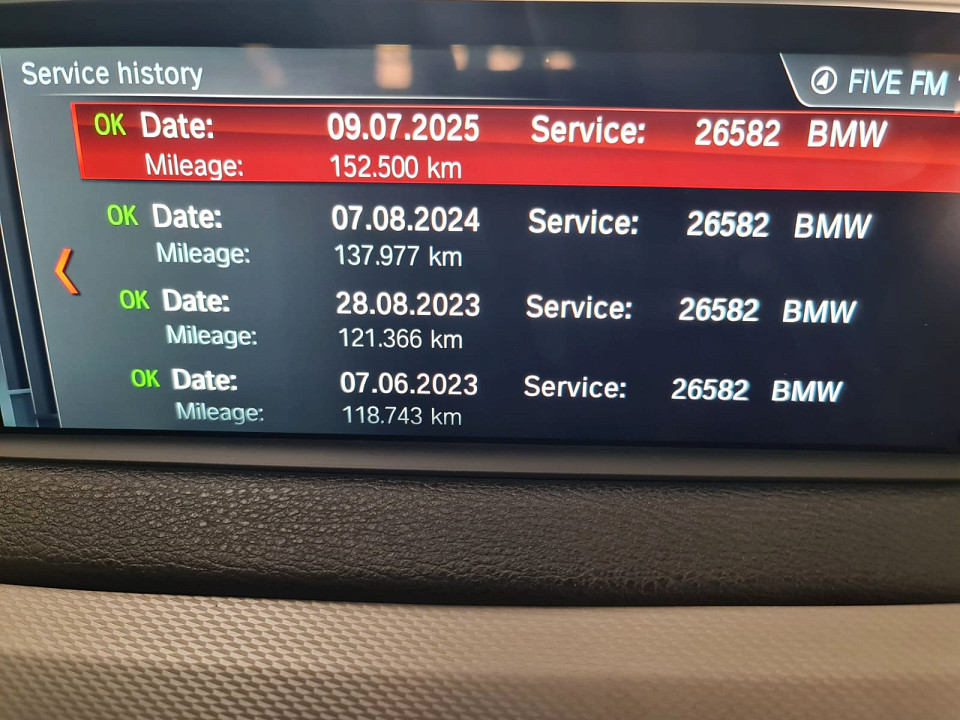 Service history
FIVE FM
OK Date: 09.07.2025 Service: 26582 BMW
Mileage: 152.500 km
OK Date: 07.08.2024 Service: 26582 BMW
Mileage: 137.977 km
OK Date: 28.08.2023 Service: 26582 BMW
Mileage: 121.366 km
OK Date: 07.06.2023 Service: 26582 BMW
Mileage: 118.743 km